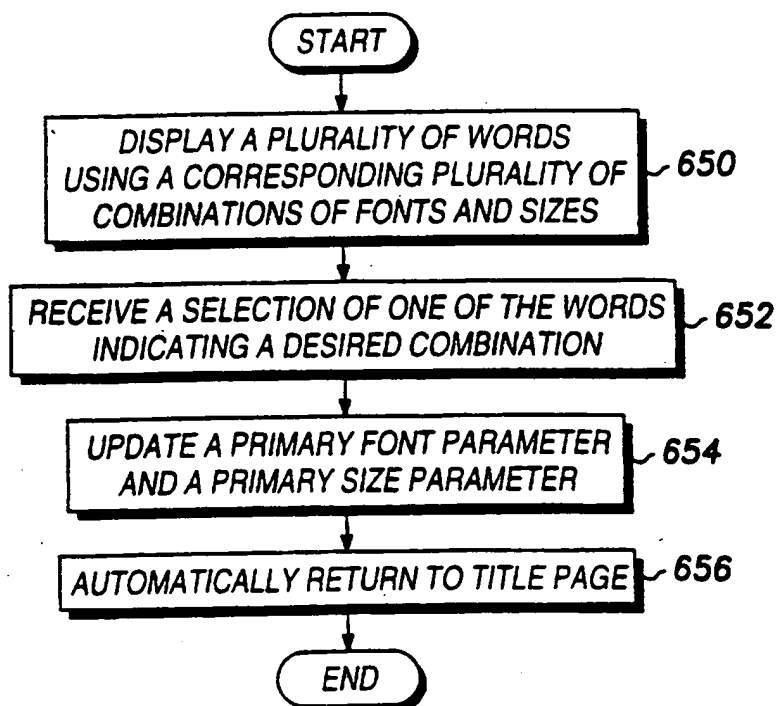 START
DISPLAY A PLURALITY OF WORDS
USING A CORRESPONDING PLURALITY OF
COMBINATIONS OF FONTS AND SIZES
650
RECEIVE A SELECTION OF ONE OF THE WORDS
INDICATING A DESIRED COMBINATION
652
UPDATE A PRIMARY FONT PARAMETER
AND A PRIMARY SIZE PARAMETER
654
AUTOMATICALLY RETURN TO TITLE PAGE
656
END